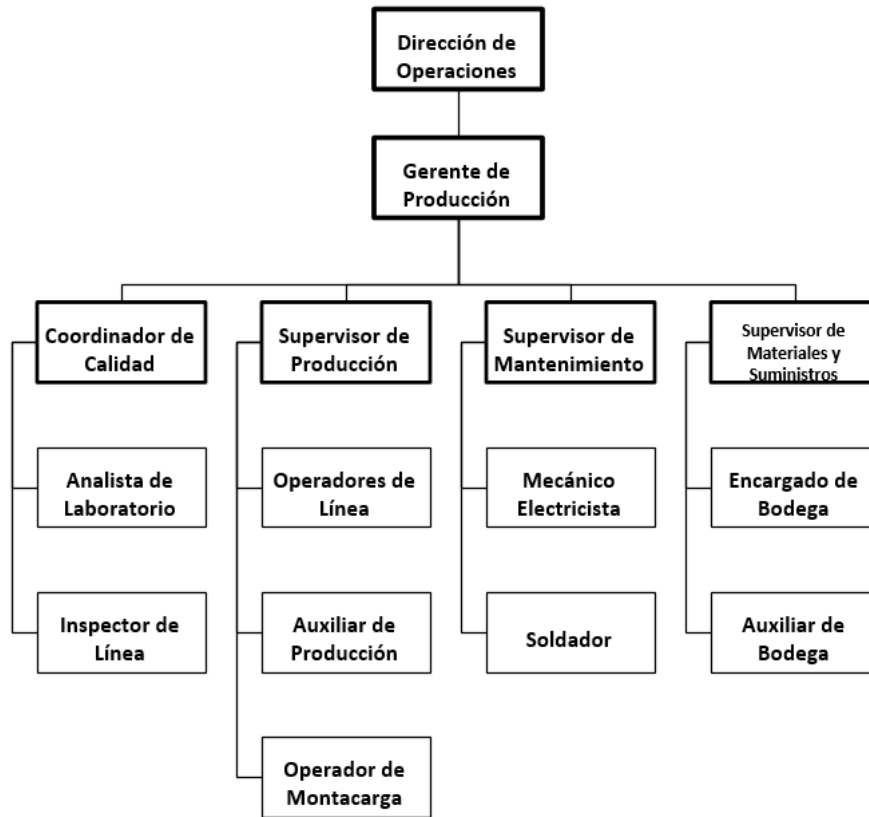 Dirección de
Operaciones
Gerente de
Producción
Coordinador de
Calidad
Supervisor de
Producción
Supervisor de
Mantenimiento
Supervisor de
Materiales y
Suministros
Analista de
Laboratorio
Operadores de
Línea
Mecánico
Electricista
Encargado de
Bodega
Inspector de
Línea
Auxiliar de
Producción
Soldador
Auxiliar de
Bodega
Operador de
Montacarga